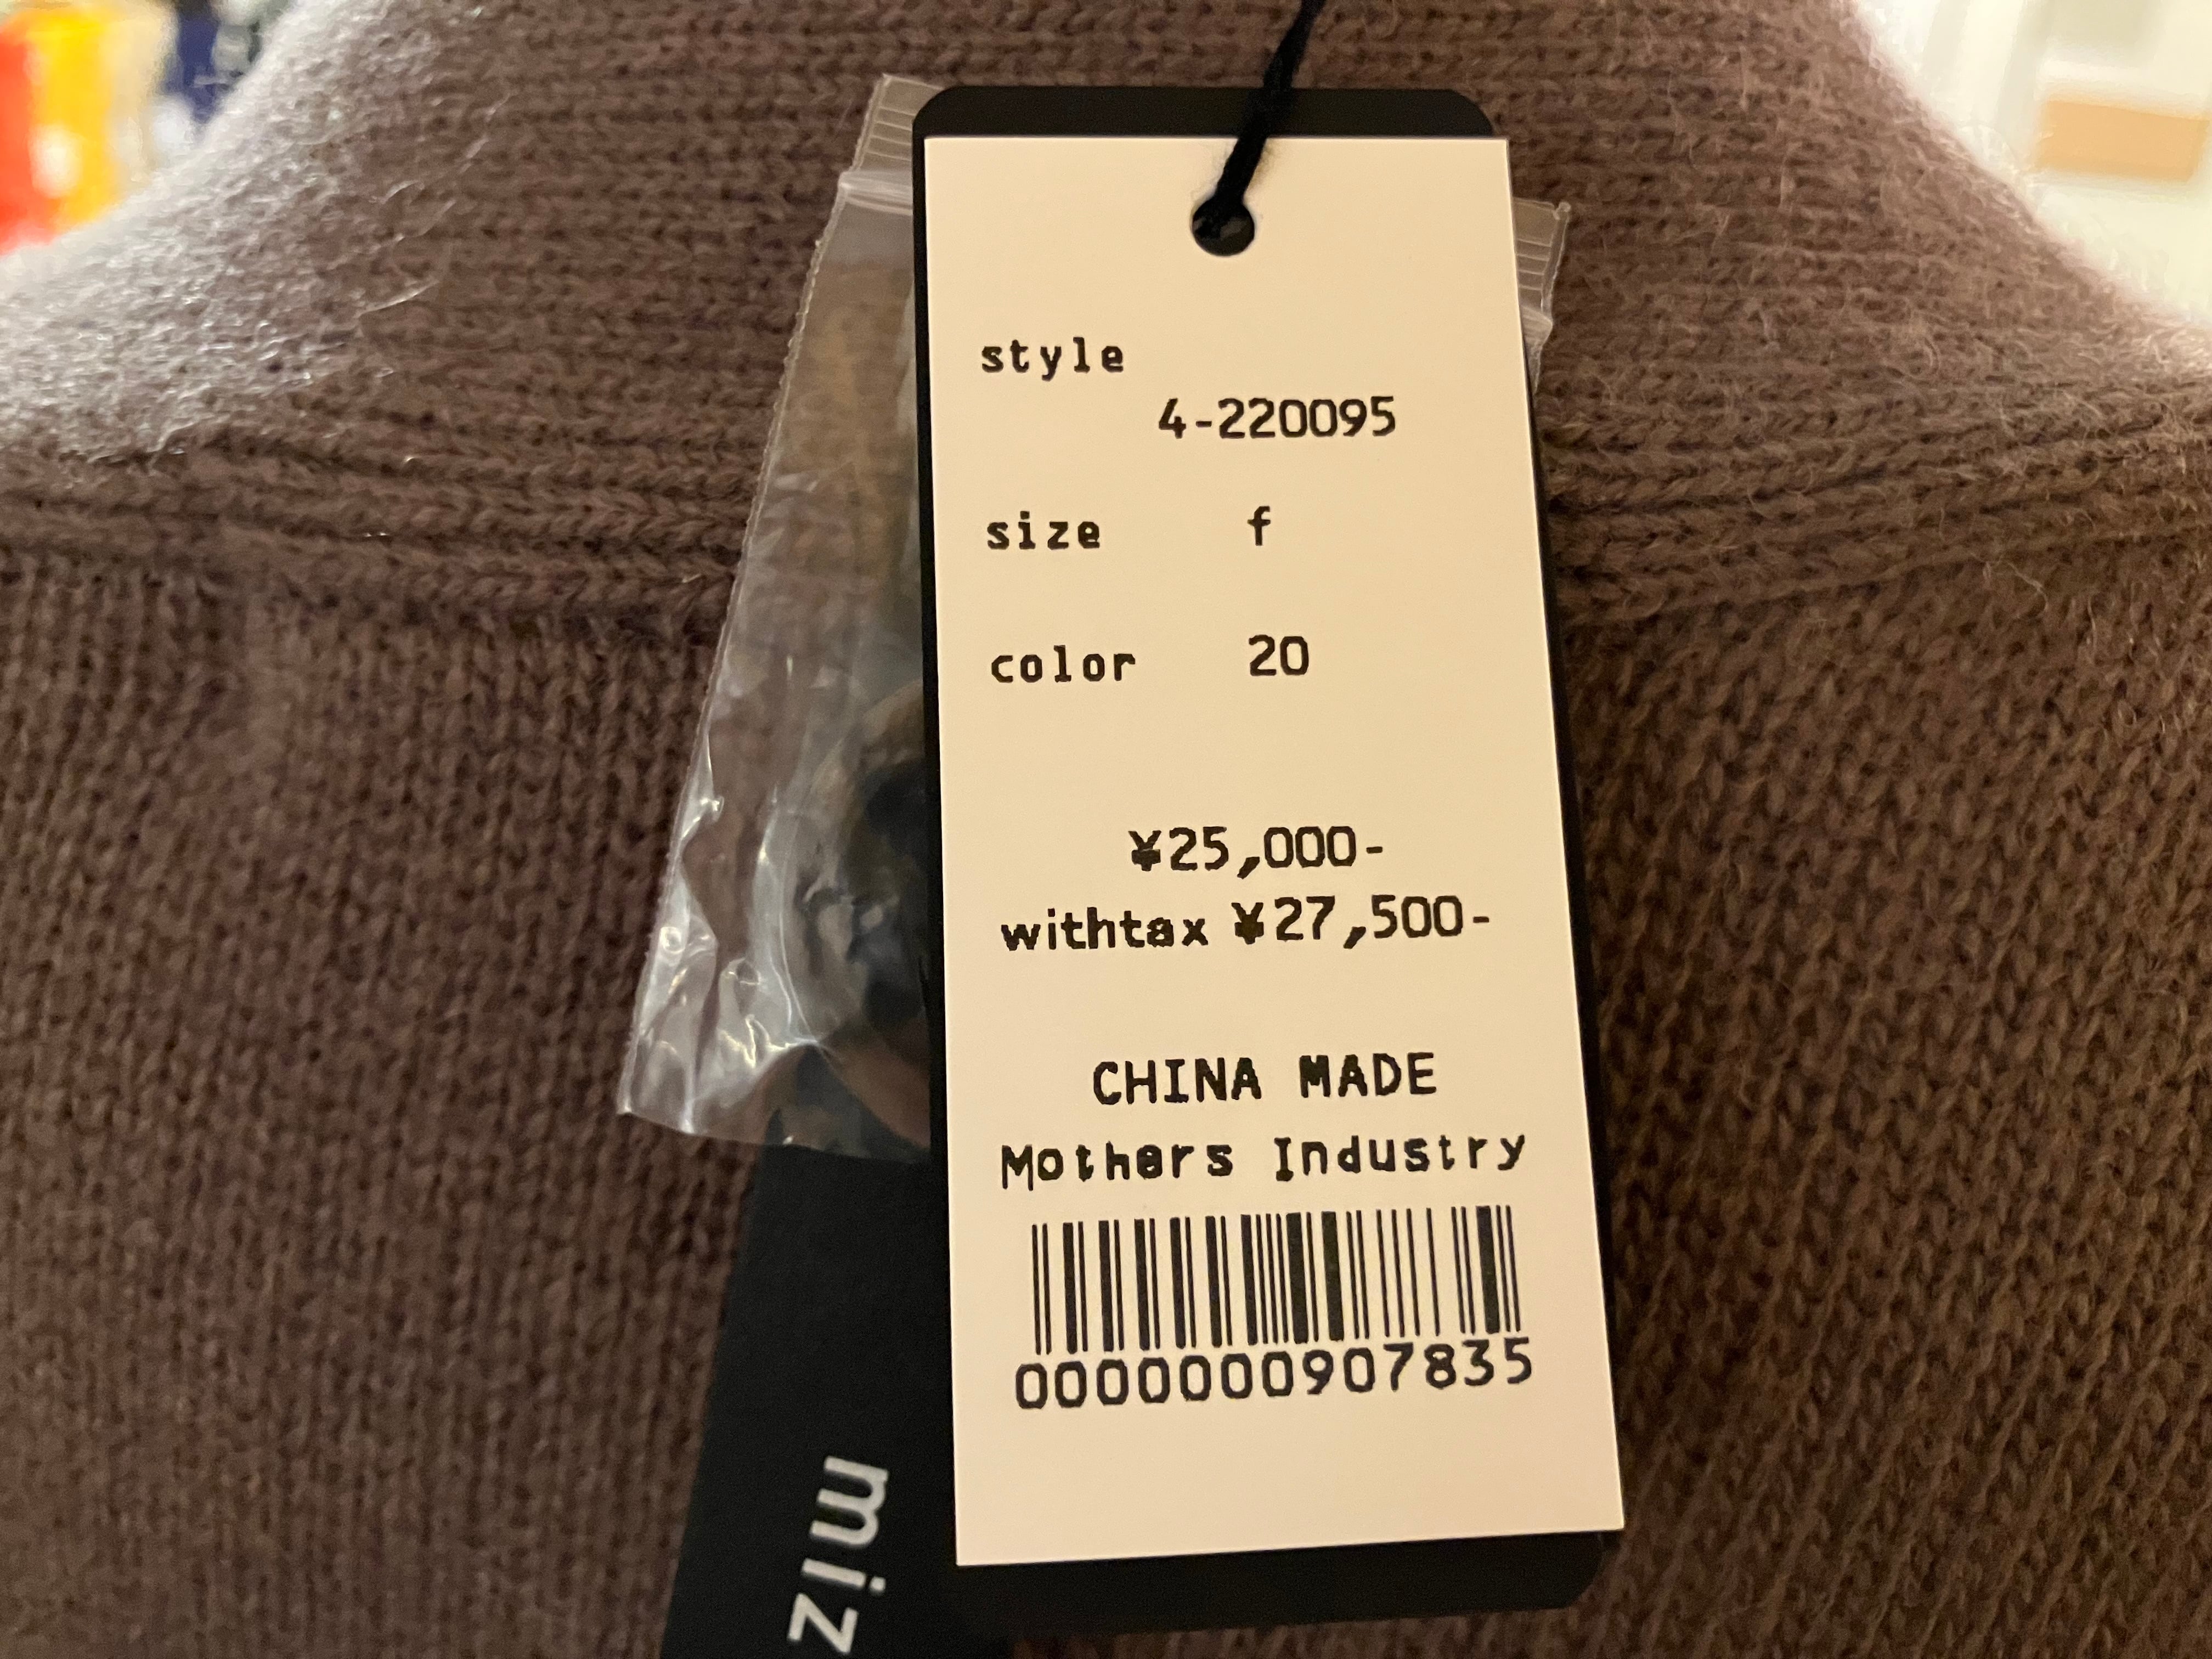 style
4-220095
size f
color 20
¥25,000-
withtax ¥27,500-
CHINA MADE
Mothers Industry
0000000907835
miz